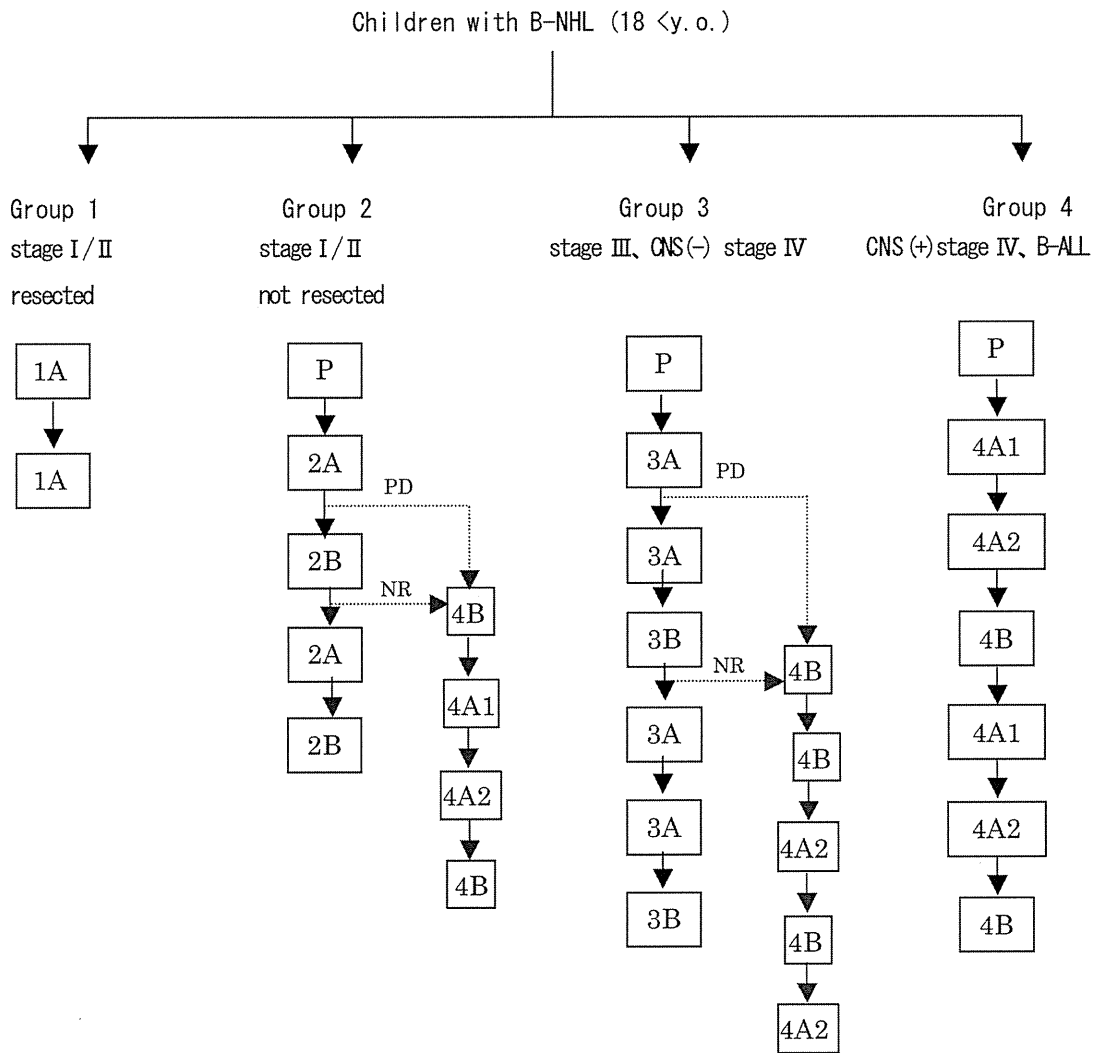 Children with B-NHL (18 <y.o.)
Group 1
stage Ⅰ/Ⅱ
resected
1A
1A
Group 2
stage Ⅰ/Ⅱ
not resected
P
2A
PD
2B
NR
2A
2B
4B
4A1
4A2
4B
Group 3
stage Ⅲ、CNS(-) stage Ⅳ
P
3A
PD
3A
3B
NR
3A
3A
3B
4B
4B
4A2
4B
4A2
Group 4
CNS(+)stage Ⅳ、B-ALL
P
4A1
4A2
4B
4A1
4A2
4B